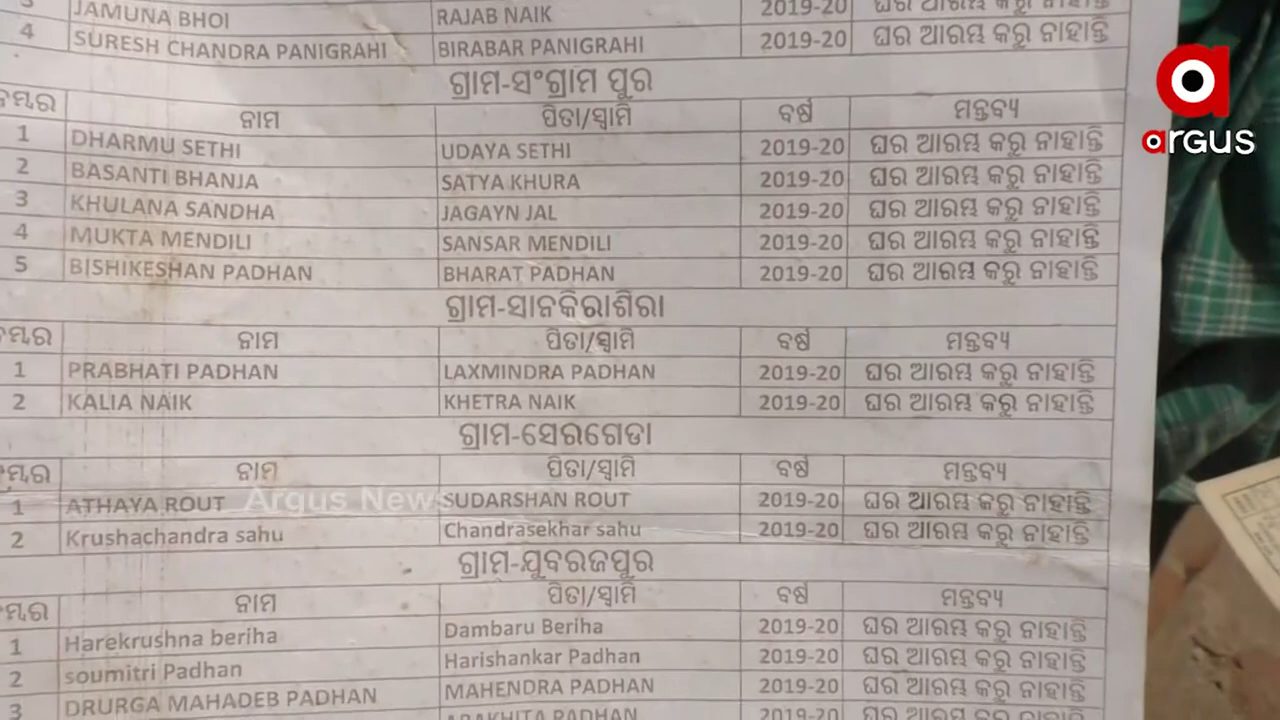 3 JAMUNA BHOI RAJAB NAIK 2019-20 ଘର ଆରମ୍ଭ କରୁ ନାହାନ୍ତି
4 SURESH CHANDRA PANIGRAHI BIRABAR PANIGRAHI 2019-20 ଘର ଆରମ୍ଭ କରୁ ନାହାନ୍ତି
ଗ୍ରାମ-ସଂଗ୍ରାମ ପୁର
ନାମ ପିତା/ସ୍ୱାମି ବର୍ଷ ମନ୍ତବ୍ୟ
1 DHARMU SETHI UDAYA SETHI 2019-20 ଘର ଆରମ୍ଭ କରୁ ନାହାନ୍ତି
2 BASANTI BHANJA SATYA KHURA 2019-20 ଘର ଆରମ୍ଭ କରୁ ନାହାନ୍ତି
3 KHULANA SANDHA JAGAYN JAL 2019-20 ଘର ଆରମ୍ଭ କରୁ ନାହାନ୍ତି
4 MUKTA MENDILI SANSAR MENDILI 2019-20 ଘର ଆରମ୍ଭ କରୁ ନାହାନ୍ତି
5 BISHIKESHAN PADHAN BHARAT PADHAN 2019-20 ଘର ଆରମ୍ଭ କରୁ ନାହାନ୍ତି
ଗ୍ରାମ-ସାନକିରାଶିରା
ନାମ ପିତା/ସ୍ୱାମି ବର୍ଷ ମନ୍ତବ୍ୟ
1 PRABHATI PADHAN LAXMINDRA PADHAN 2019-20 ଘର ଆରମ୍ଭ କରୁ ନାହାନ୍ତି
2 KALIA NAIK KHETRA NAIK 2019-20 ଘର ଆରମ୍ଭ କରୁ ନାହାନ୍ତି
ଗ୍ରାମ-ସେରଗେଡା
ନାମ ପିତା/ସ୍ୱାମି ବର୍ଷ ମନ୍ତବ୍ୟ
1 ATHAYA ROUT SUDARSHAN ROUT 2019-20 ଘର ଆରମ୍ଭ କରୁ ନାହାନ୍ତି
2 Krushachandra sahu Chandrasekhar sahu 2019-20 ଘର ଆରମ୍ଭ କରୁ ନାହାନ୍ତି
ଗ୍ରାମ-ଯୁବରାଜପୁର
ନାମ ପିତା/ସ୍ୱାମି ବର୍ଷ ମନ୍ତବ୍ୟ
1 Harekrushna beriha Dambaru Beriha 2019-20 ଘର ଆରମ୍ଭ କରୁ ନାହାନ୍ତି
2 soumitri Padhan Harishankar Padhan 2019-20 ଘର ଆରମ୍ଭ କରୁ ନାହାନ୍ତି
3 DRURGA MAHADEB PADHAN MAHENDRA PADHAN 2019-20 ଘର ଆରମ୍ଭ କରୁ ନାହାନ୍ତି
ARAKHITA PADHAN 2019-20
argus
Argus News